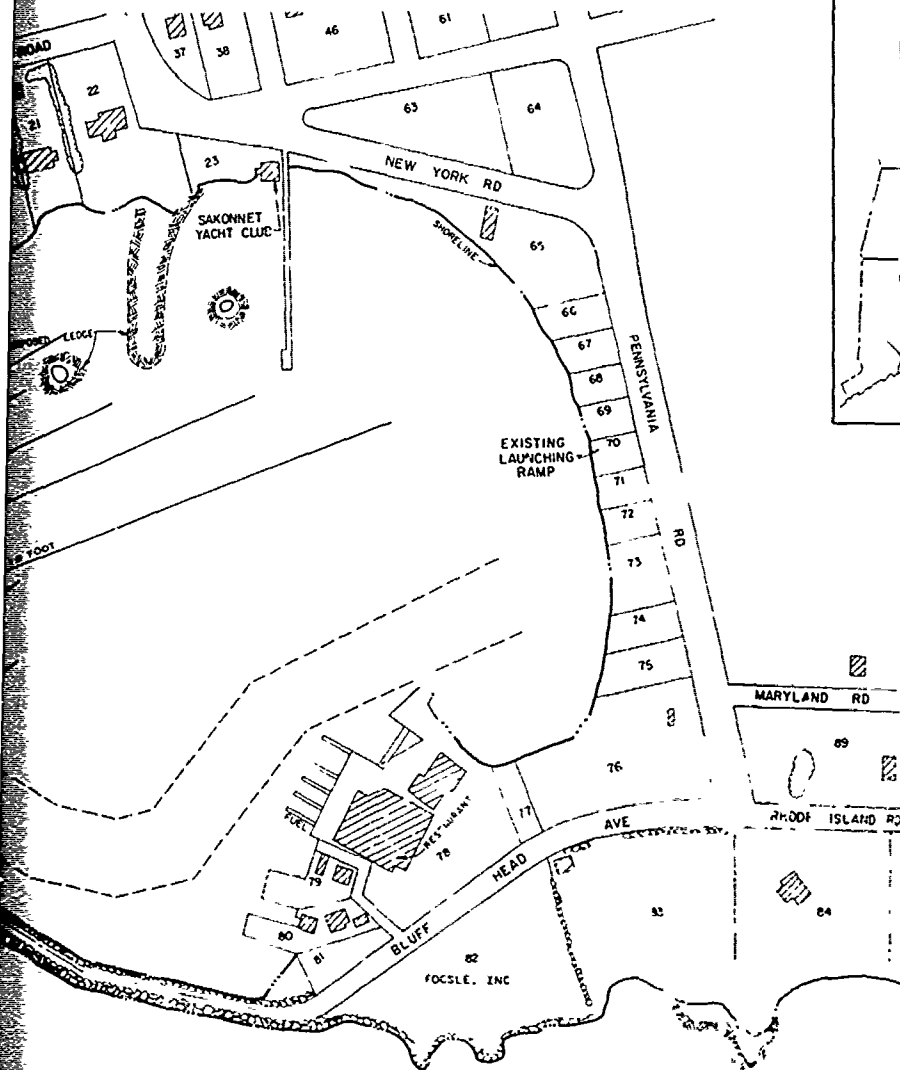 ROAD
37
38
46
61
22
21
23
63
64
NEW YORK RD
SAKONNET
YACHT CLUB
SHORELINE
65
66
67
68
69
70
71
72
73
74
75
PENNSYLVANIA
RD
EXISTING
LAUNCHING
RAMP
LEDGE
FOOT
MARYLAND RD
89
76
77
RHODE ISLAND RD
AVE
HEAD
BLUFF
RESTAURANT
78
FUEL
79
80
81
82
FOCSLE, INC
93
84